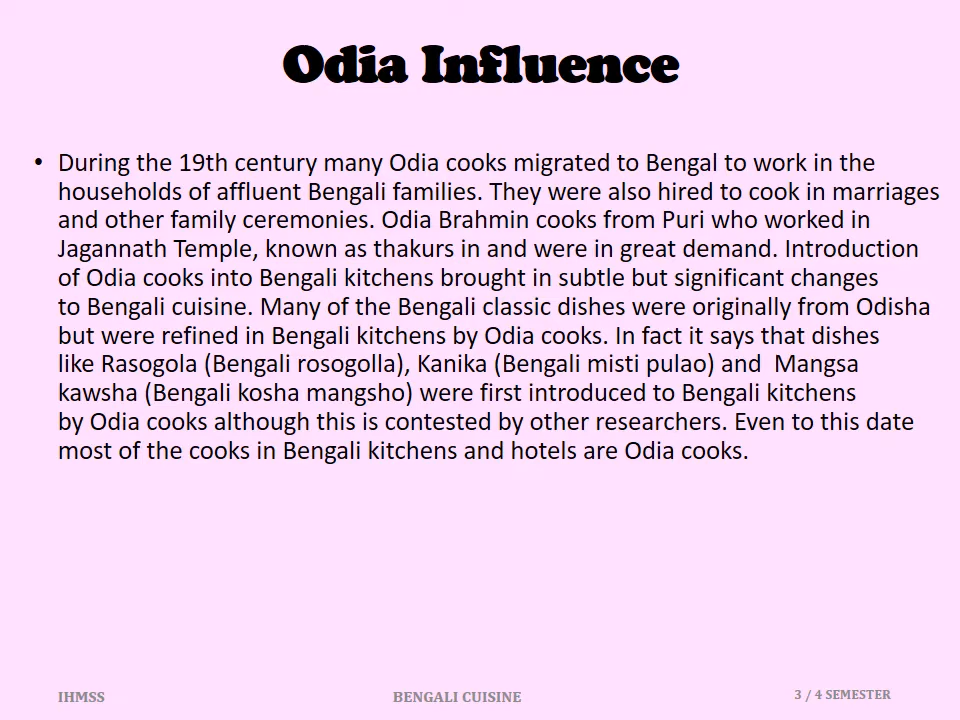 Odia Influence
• During the 19th century many Odia cooks migrated to Bengal to work in the
households of affluent Bengali families. They were also hired to cook in marriages
and other family ceremonies. Odia Brahmin cooks from Puri who worked in
Jagannath Temple, known as thakurs in and were in great demand. Introduction
of Odia cooks into Bengali kitchens brought in subtle but significant changes
to Bengali cuisine. Many of the Bengali classic dishes were originally from Odisha
but were refined in Bengali kitchens by Odia cooks. In fact it says that dishes
like Rasogola (Bengali rosogolla), Kanika (Bengali misti pulao) and  Mangsa
kawsha (Bengali kosha mangsho) were first introduced to Bengali kitchens
by Odia cooks although this is contested by other researchers. Even to this date
most of the cooks in Bengali kitchens and hotels are Odia cooks.
IHMSS
BENGALI CUISINE
3 / 4 SEMESTER